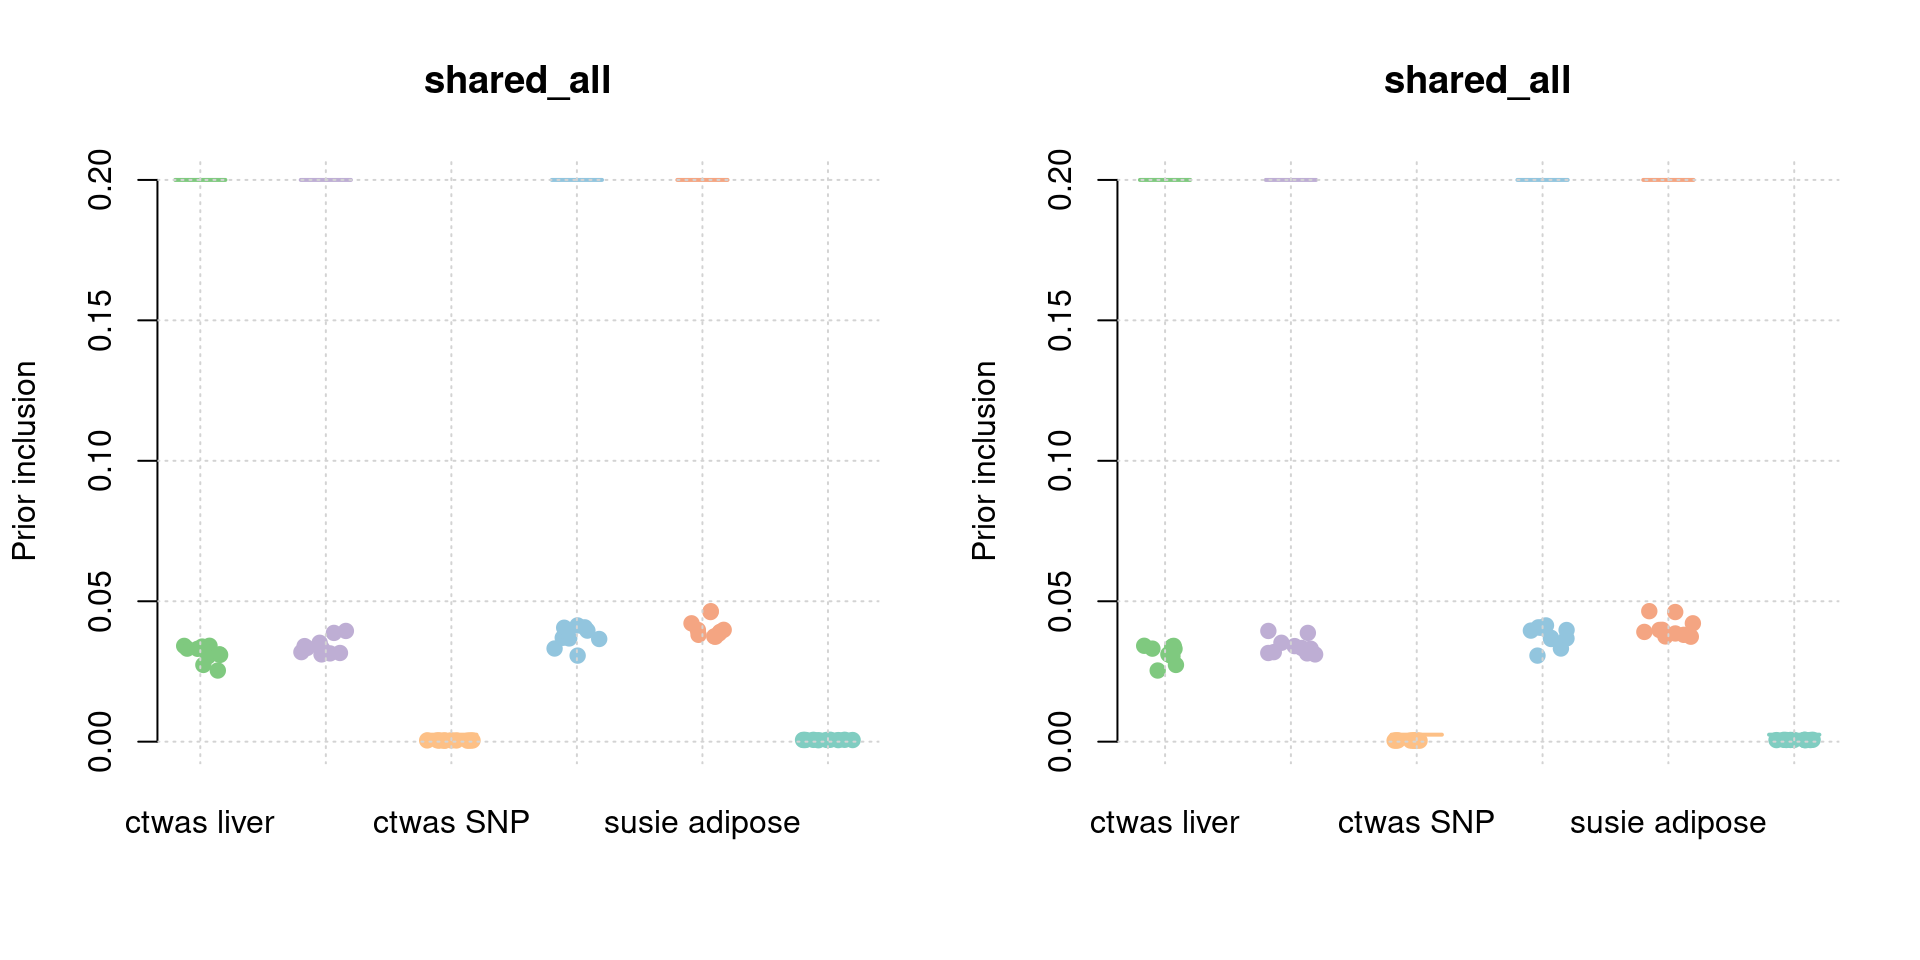 shared_all
Prior inclusion
0.20
0.15
0.10
0.05
0.00
ctwas liver
ctwas SNP
susie adipose
shared_all
Prior inclusion
0.20
0.15
0.10
0.05
0.00
ctwas liver
ctwas SNP
susie adipose